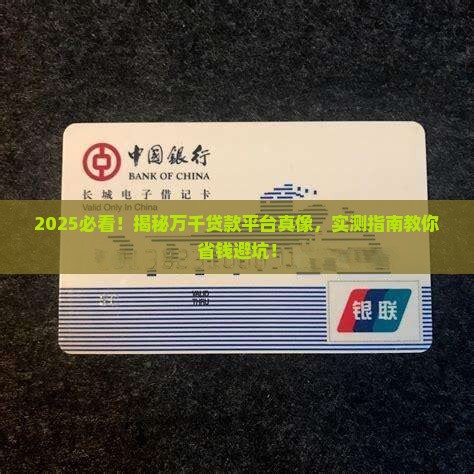 中国银行
BANK OF CHINA
长城电子借记卡
Valid Only In China
2025必看！揭秘万千贷款平台真像，实测指南教你
省钱避坑！
VALID
THRU
银联